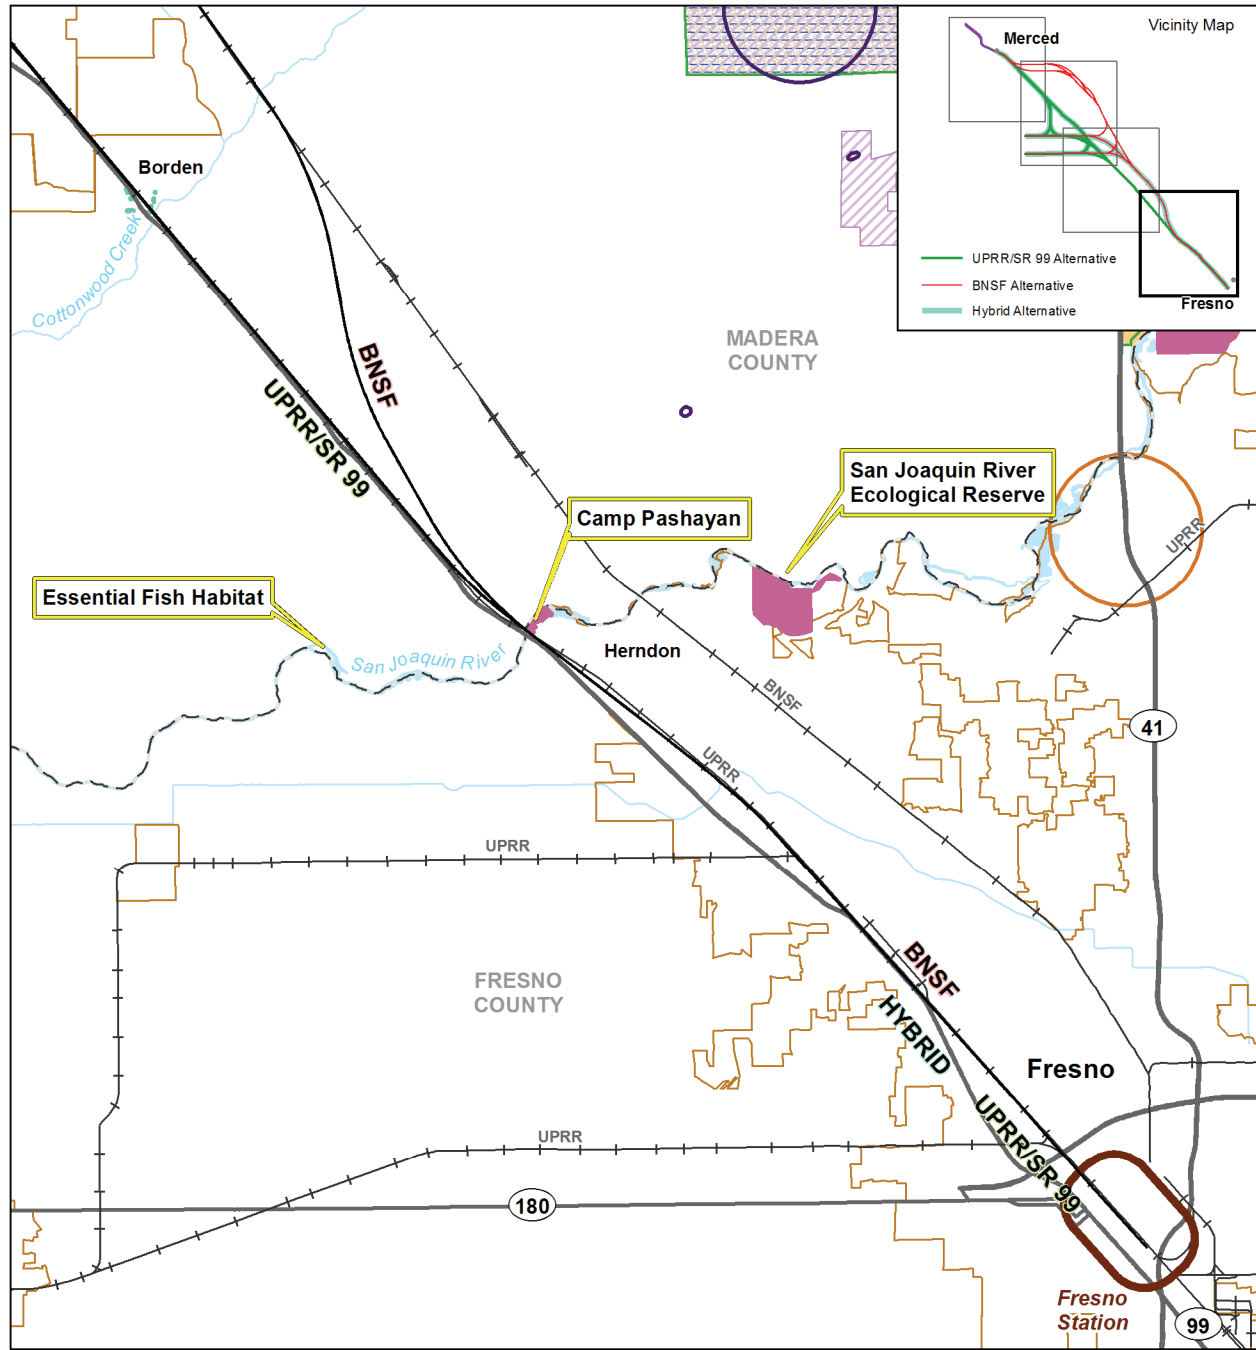 Vicinity Map
Merced
UPRR/SR 99 Alternative
BNSF Alternative
Hybrid Alternative
Fresno
Borden
Cottonwood Creek
MADERA
COUNTY
BNSF
UPRR/SR 99
San Joaquin River
Ecological Reserve
Camp Pashayan
UPRR
Essential Fish Habitat
San Joaquin River
Herndon
BNSF
41
UPRR
UPRR
FRESNO
COUNTY
BNSF
HYBRID
Fresno
UPRR/SR 99
UPRR
180
Fresno
Station
99